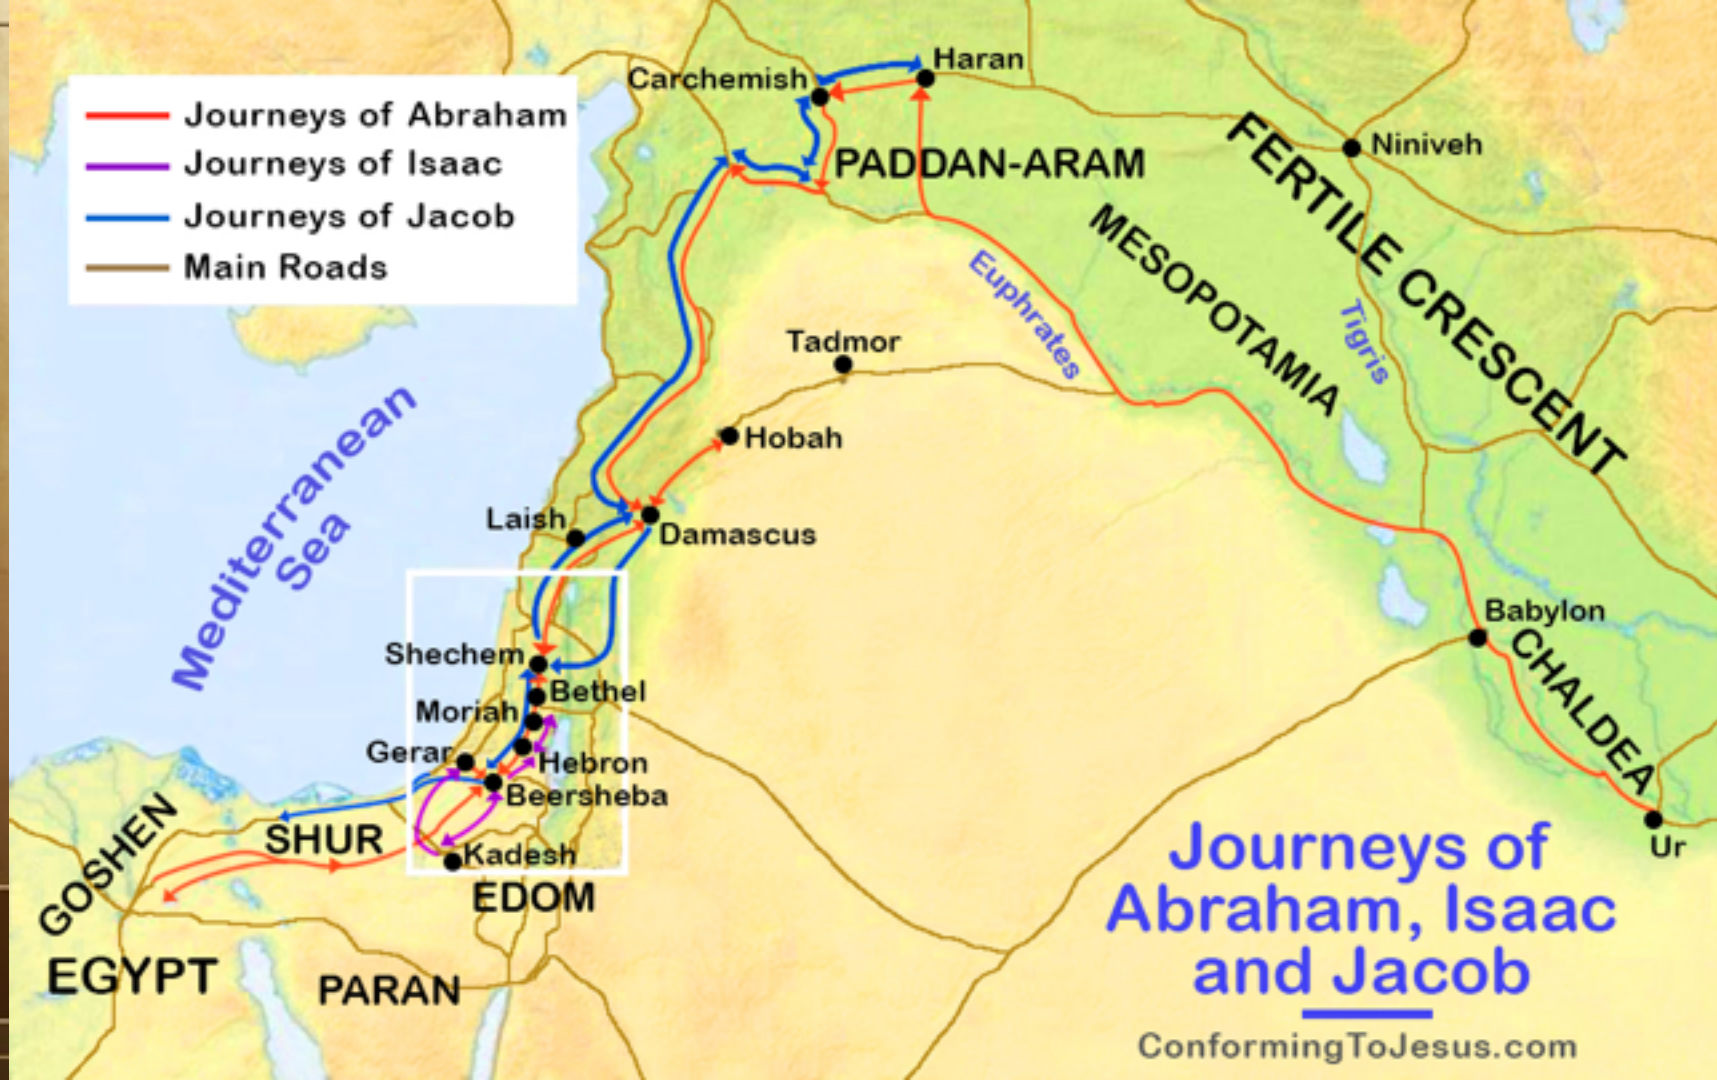 Journeys of Abraham
Journeys of Isaac
Journeys of Jacob
Main Roads
Carchemish
Haran
PADDAN-ARAM
Niniveh
FERTILE CRESCENT
MESOPOTAMIA
Euphrates
Tigris
Tadmor
Hobah
Mediterranean
Sea
Laish
Damascus
Shechem
Bethel
Moriah
Gerar
Hebron
Beersheba
Babylon
CHALDEA
Ur
GOSHEN
SHUR
Kadesh
EDOM
EGYPT
PARAN
Journeys of
Abraham, Isaac
and Jacob
ConformingToJesus.com